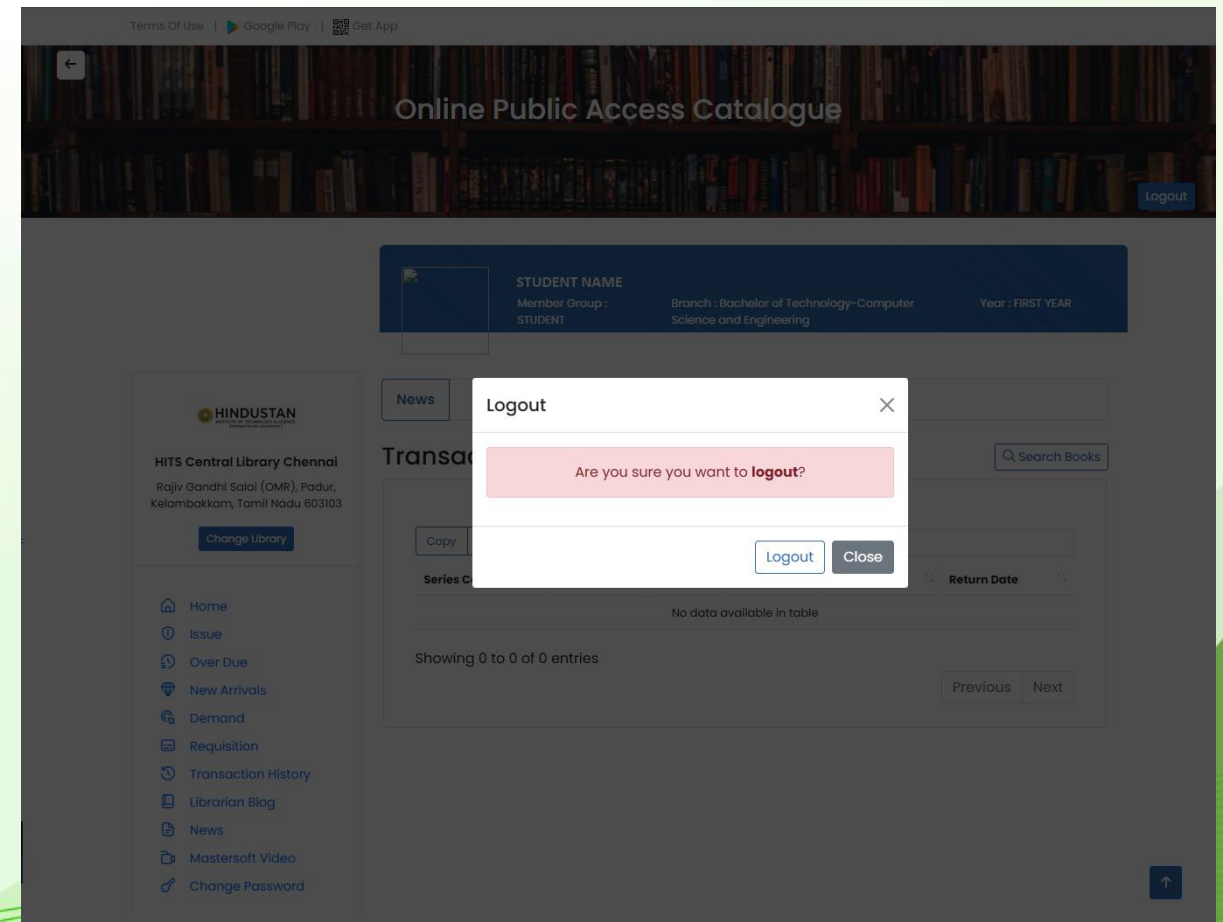 Terms Of Use | Google Play | Get App
Online Public Access Catalogue
Logout
STUDENT NAME
Member Group : STUDENT
Branch : Bachelor of Technology-Computer Science and Engineering
Year : FIRST YEAR
HINDUSTAN
HITS Central Library Chennai
Rajiv Gandhi Salai (OMR), Padur,
Kelambakkam, Tamil Nadu 603103
Change Library
Home
Issue
Over Due
New Arrivals
Demand
Requisition
Transaction History
Librarian Blog
News
Mastersoft Video
Change Password
News
Search Books
Logout
Are you sure you want to logout?
Logout Close
Copy
Series
Return Date
No data available in table
Showing 0 to 0 of 0 entries
Previous Next